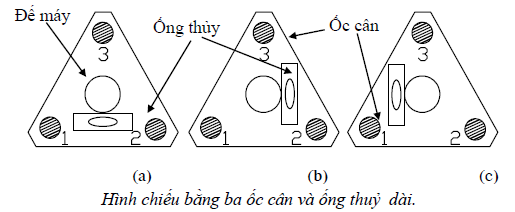 Đế máy
Ống thủy
Ốc cân
3
3
3
1
2
1
2
1
2
(a)
(b)
(c)
Hình chiếu bằng ba ốc cân và ống thuỷ dài.